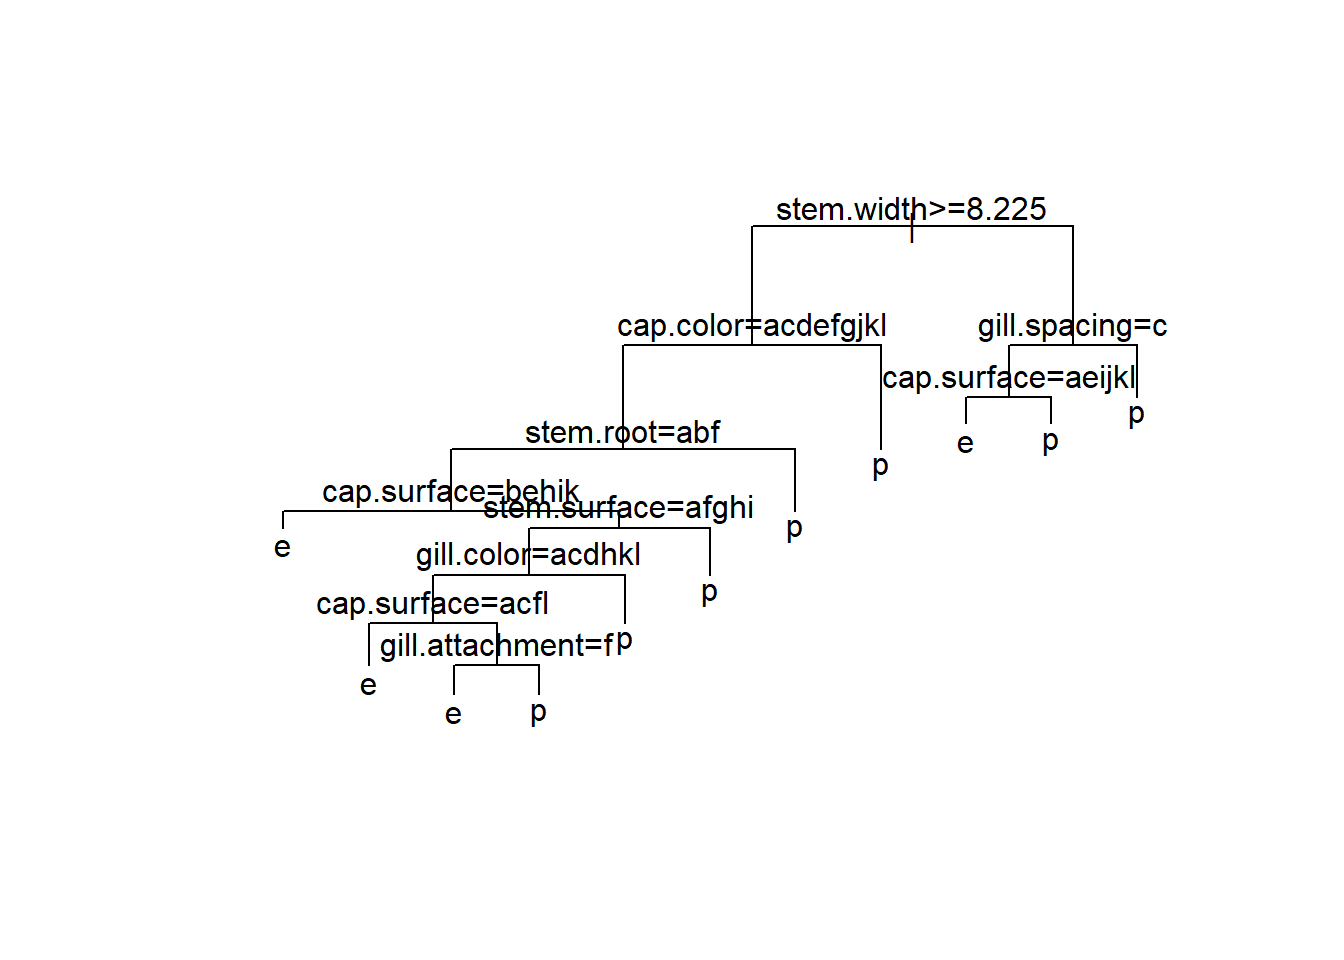 stem.width>=8.225
cap.color=acdefgjkl
gill.spacing=c
cap.surface=aeijkl
p
stem.root=abf
e
p
p
cap.surface=behik
stem.surface=afghi
p
e
gill.color=acdhkl
p
cap.surface=acfl
p
gill.attachment=f
e
e
p